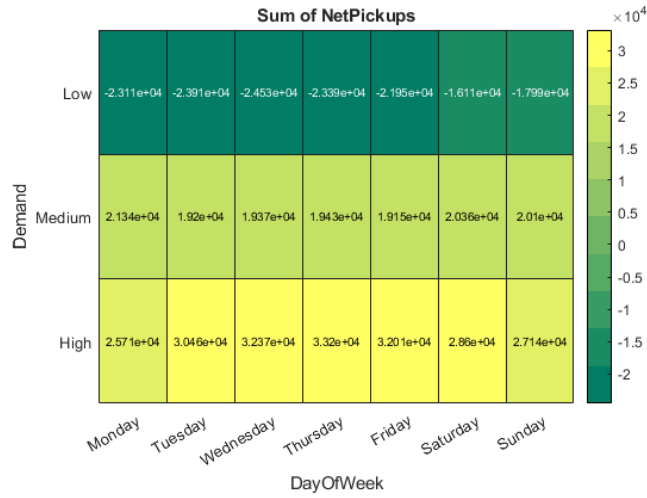 Sum of NetPickups
×10^4
Low -2.311e+04 -2.391e+04 -2.453e+04 -2.339e+04 -2.195e+04 -1.611e+04 -1.799e+04
Medium 2.134e+04 1.92e+04 1.937e+04 1.943e+04 1.915e+04 2.036e+04 2.01e+04
High 2.571e+04 3.046e+04 3.237e+04 3.32e+04 3.201e+04 2.86e+04 2.714e+04
Demand
Monday Tuesday Wednesday Thursday Friday Saturday Sunday
DayOfWeek
3
2.5
2
1.5
1
0.5
0
-0.5
-1
-1.5
-2